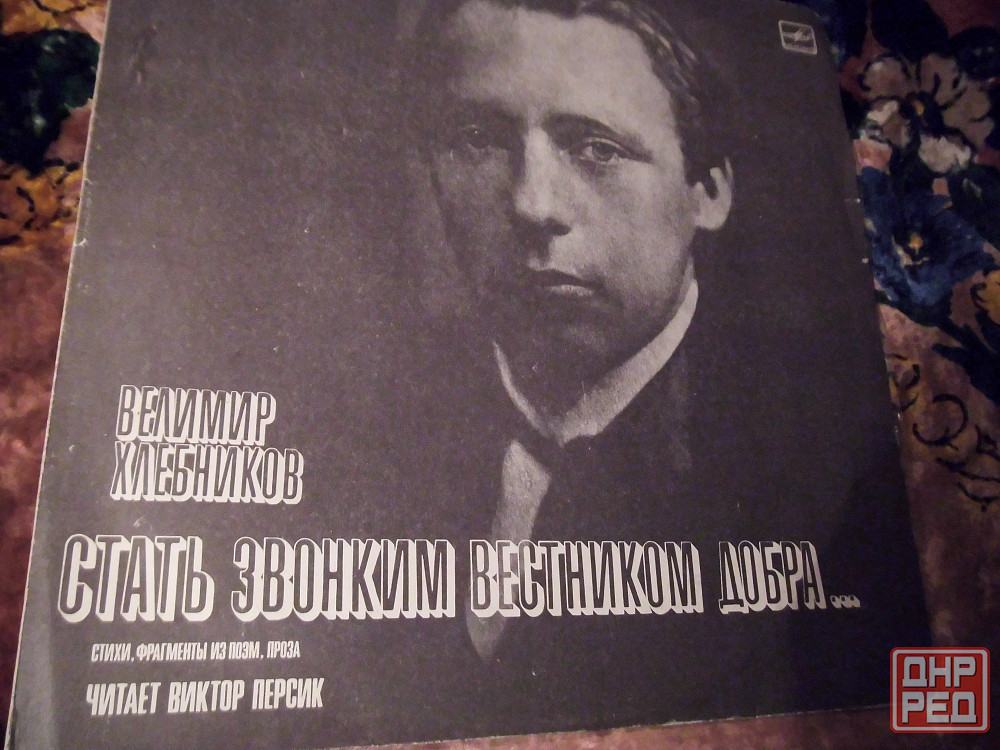 ВЕЛИМИР
ХЛЕБНИКОВ
СТАТЬ ЗВОНКИМ ВЕСТНИКОМ ДОБРА...
СТИХИ, ФРАГМЕНТЫ ИЗ ПОЭМ, ПРОЗА
ЧИТАЕТ ВИКТОР ПЕРСИК
ДНР
РЕД